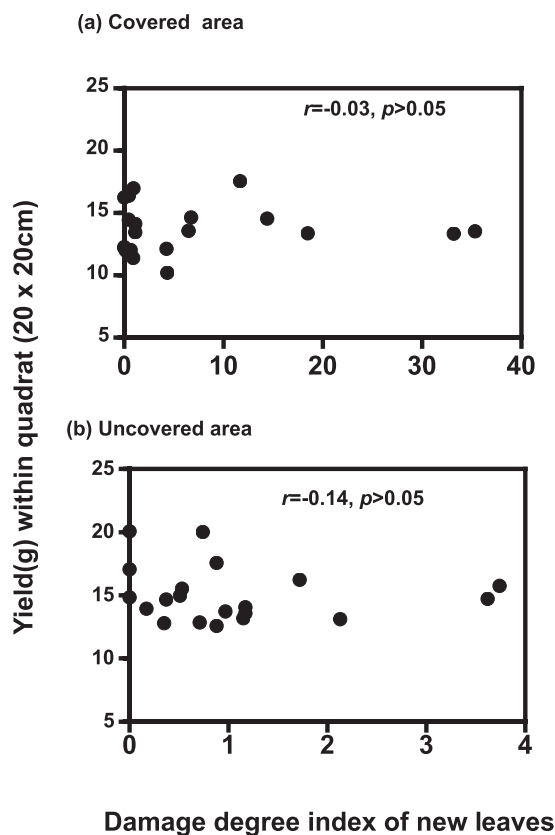 (a) Covered area
25
20
15
10
5
r=-0.03, p>0.05
0 10 20 30 40
(b) Uncovered area
25
20
15
10
5
r=-0.14, p>0.05
0 1 2 3 4
Yield(g) within quadrat (20 x 20cm)
Damage degree index of new leaves